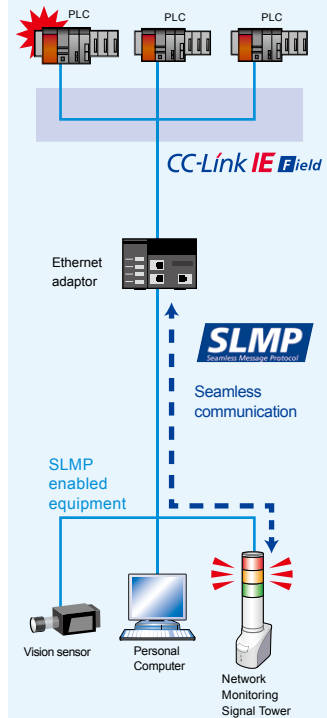 PLC PLC PLC
CC-Link IE Field
Ethernet
adaptor
SLMP
Seamless Message Protocol
Seamless
communication
SLMP
enabled
equipment
Vision sensor
Personal
Computer
Network
Monitoring
Signal Tower